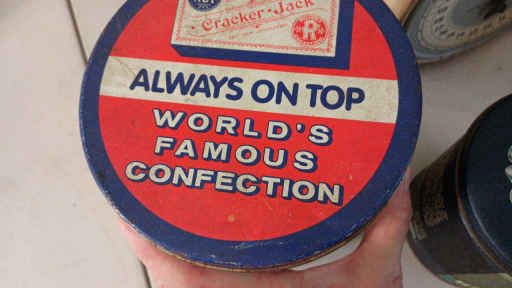 Cracker Jack
ALWAYS ON TOP
WORLD'S
FAMOUS
CONFECTION